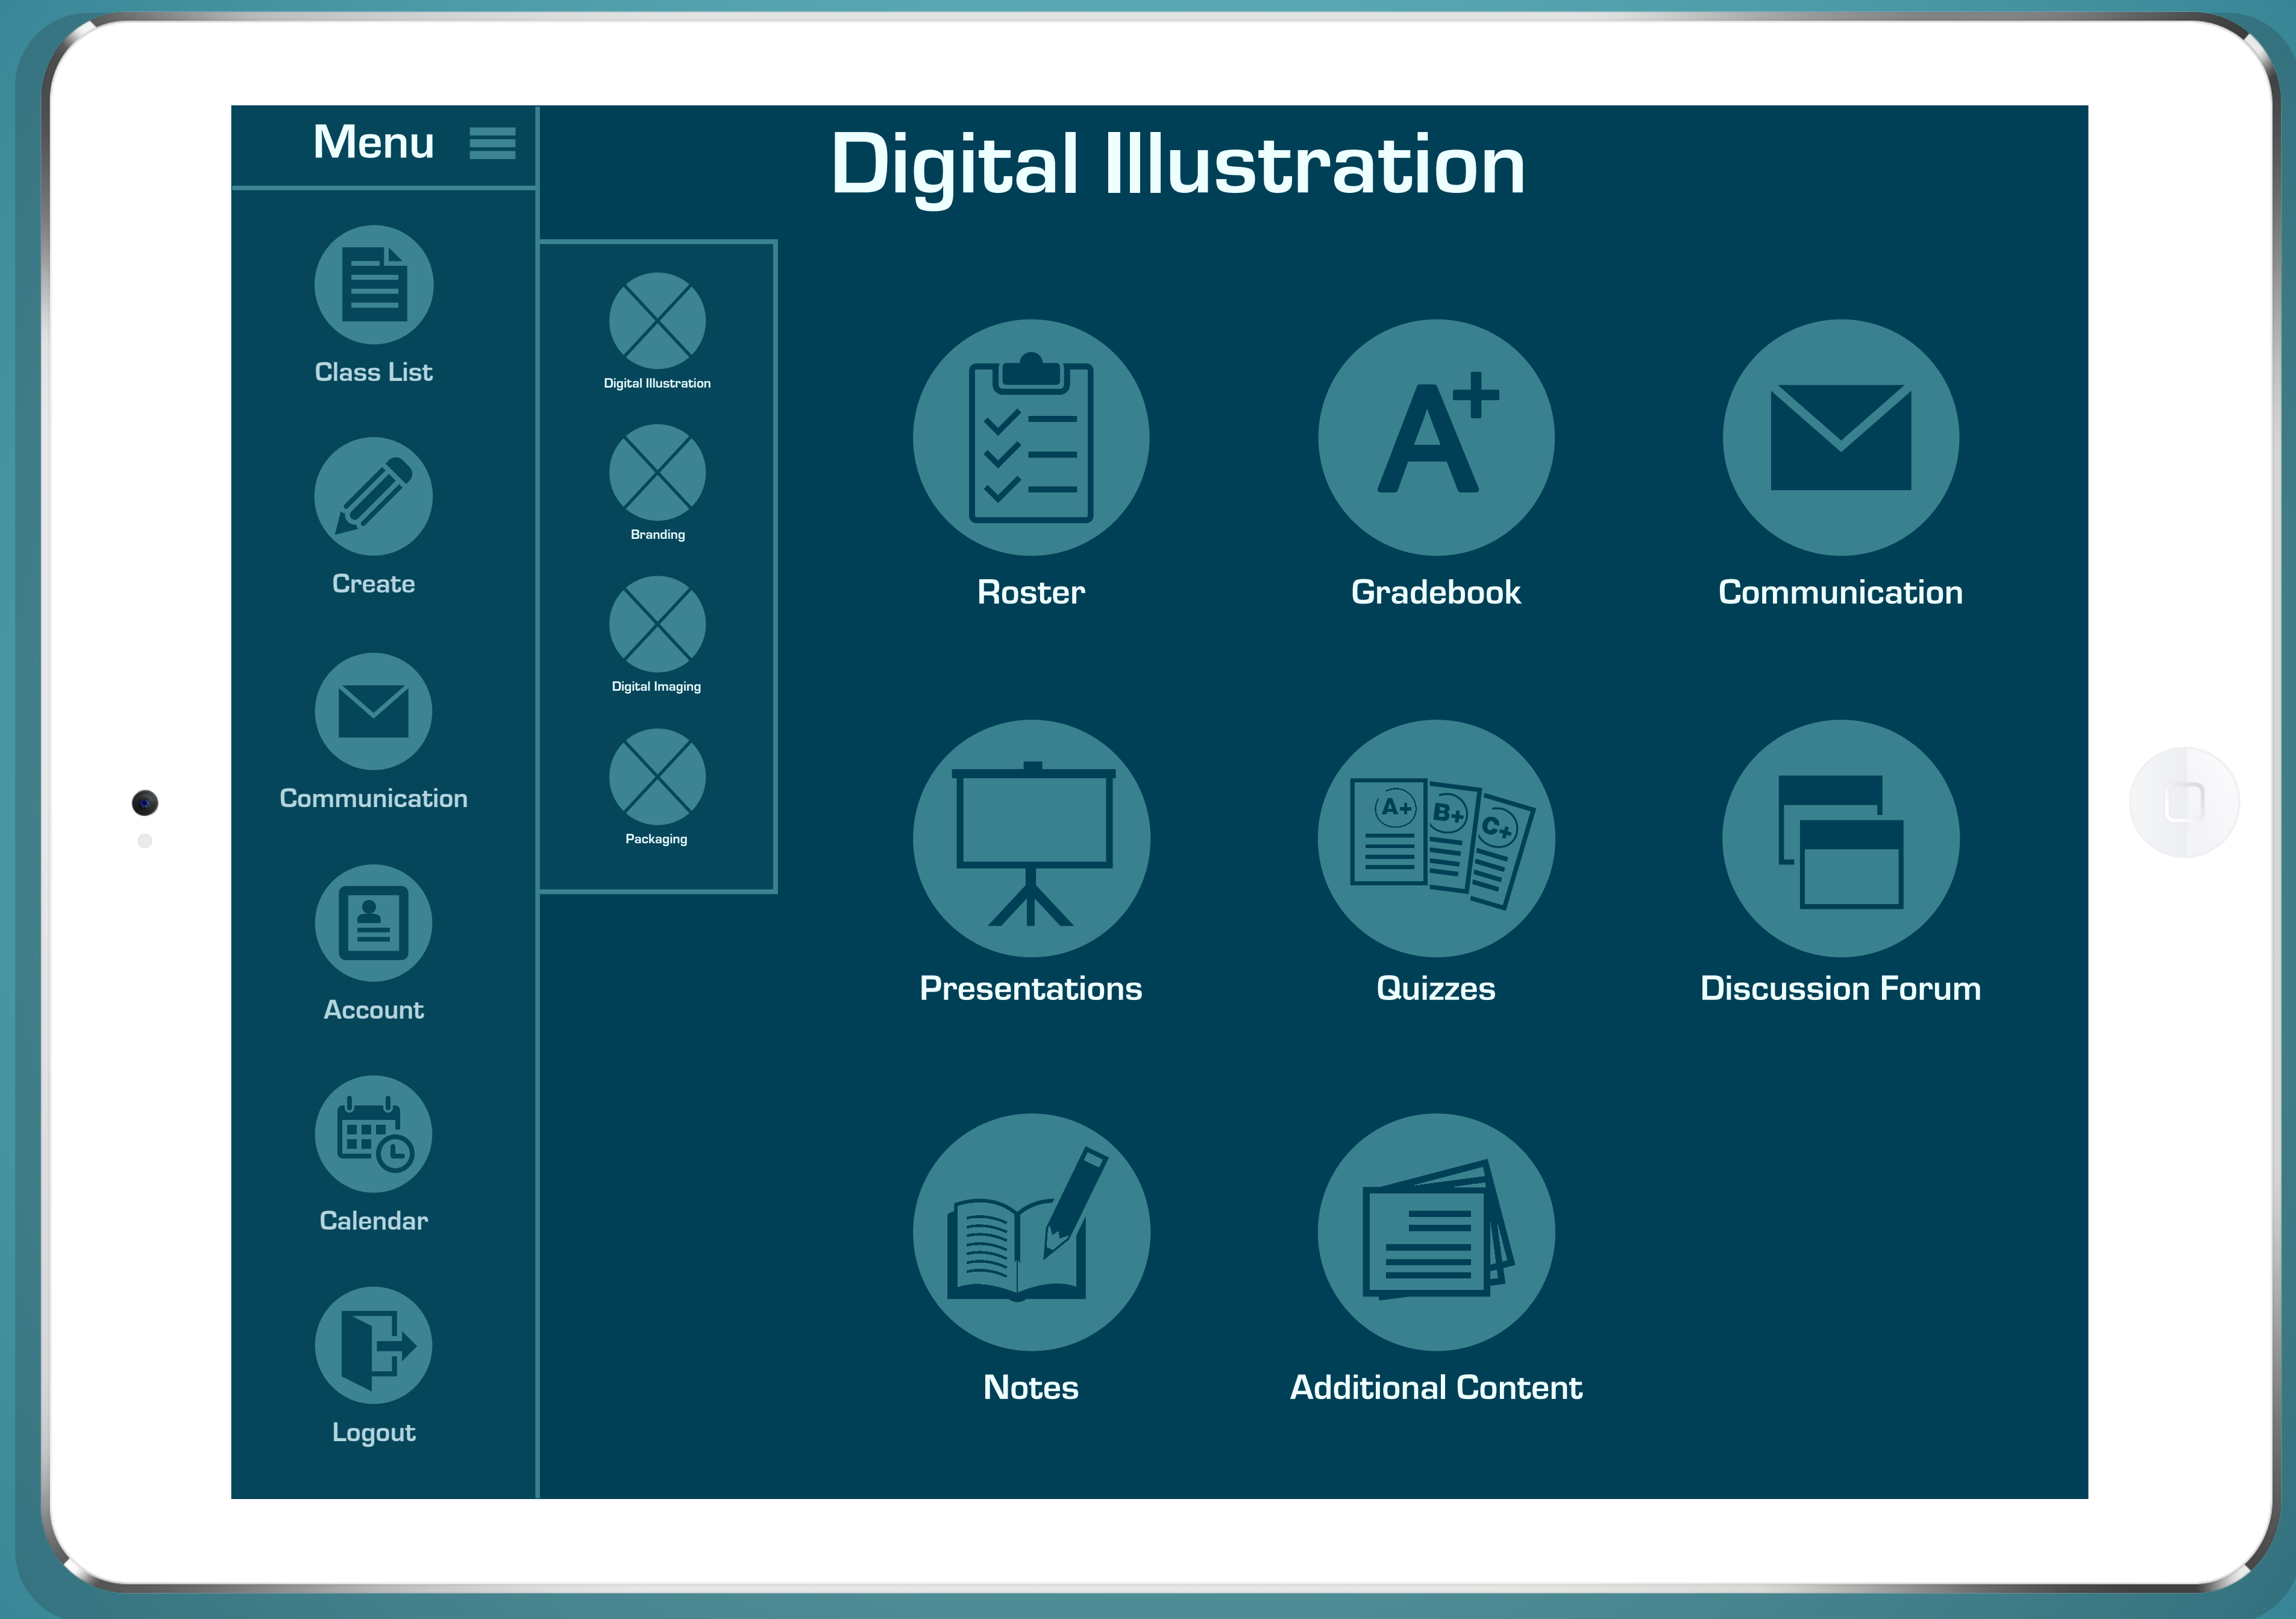 Menu
Digital Illustration
Class List
Create
Communication
Account
Calendar
Logout
Digital Illustration
Branding
Digital Imaging
Packaging
A+
Roster
Gradebook
Communication
A+
B+
C+
Presentations
Quizzes
Discussion Forum
Notes
Additional Content